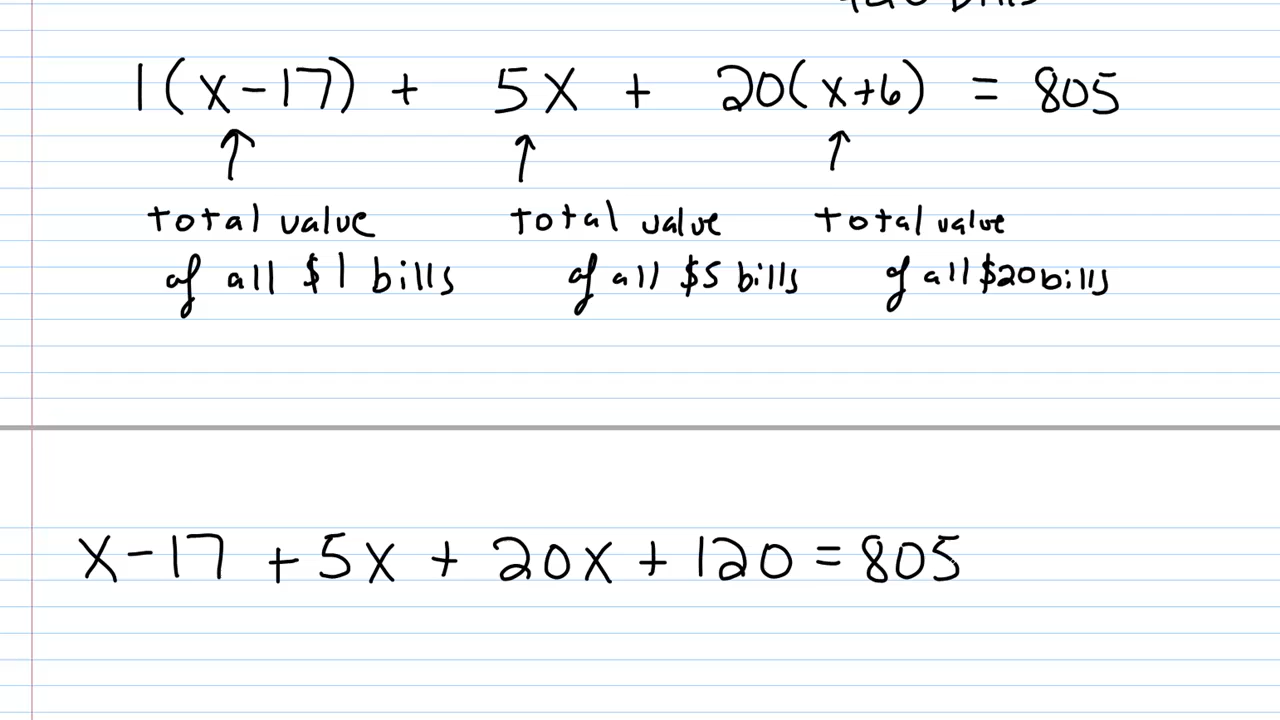 1(x-17) + 5x + 20(x+6) = 805
↑ ↑ ↑
total value total value total value
of all $1 bills of all $5 bills of all $20 bills
x-17 + 5x + 20x + 120 = 805